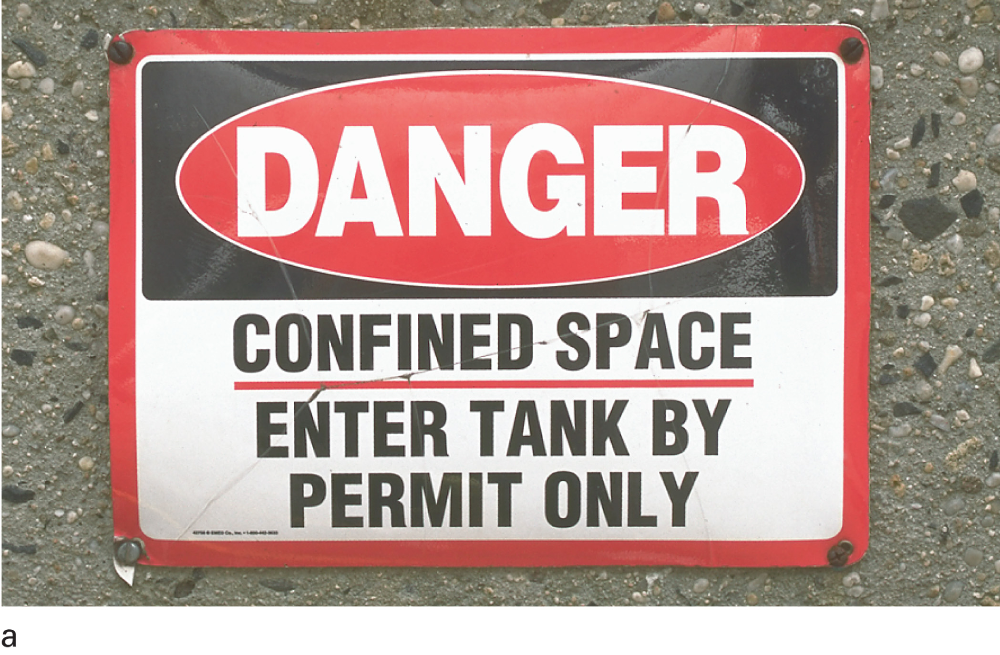 DANGER
CONFINED SPACE
ENTER TANK BY
PERMIT ONLY
a